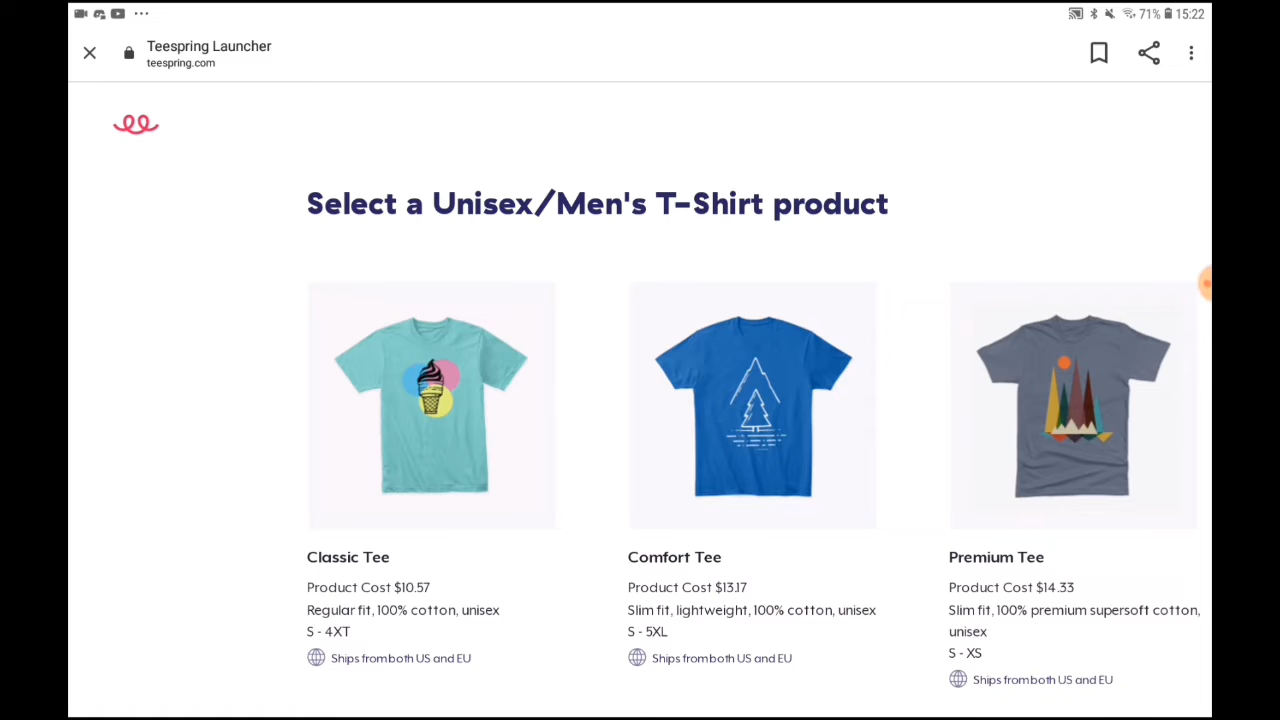 71% 15:22
Teespring Launcher
teespring.com
Select a Unisex/Men's T-Shirt product
Classic Tee
Product Cost $10.57
Regular fit, 100% cotton, unisex
S - 4XT
Ships from both US and EU
Comfort Tee
Product Cost $13.17
Slim fit, lightweight, 100% cotton, unisex
S - 5XL
Ships from both US and EU
Premium Tee
Product Cost $14.33
Slim fit, 100% premium supersoft cotton,
unisex
S - XS
Ships from both US and EU